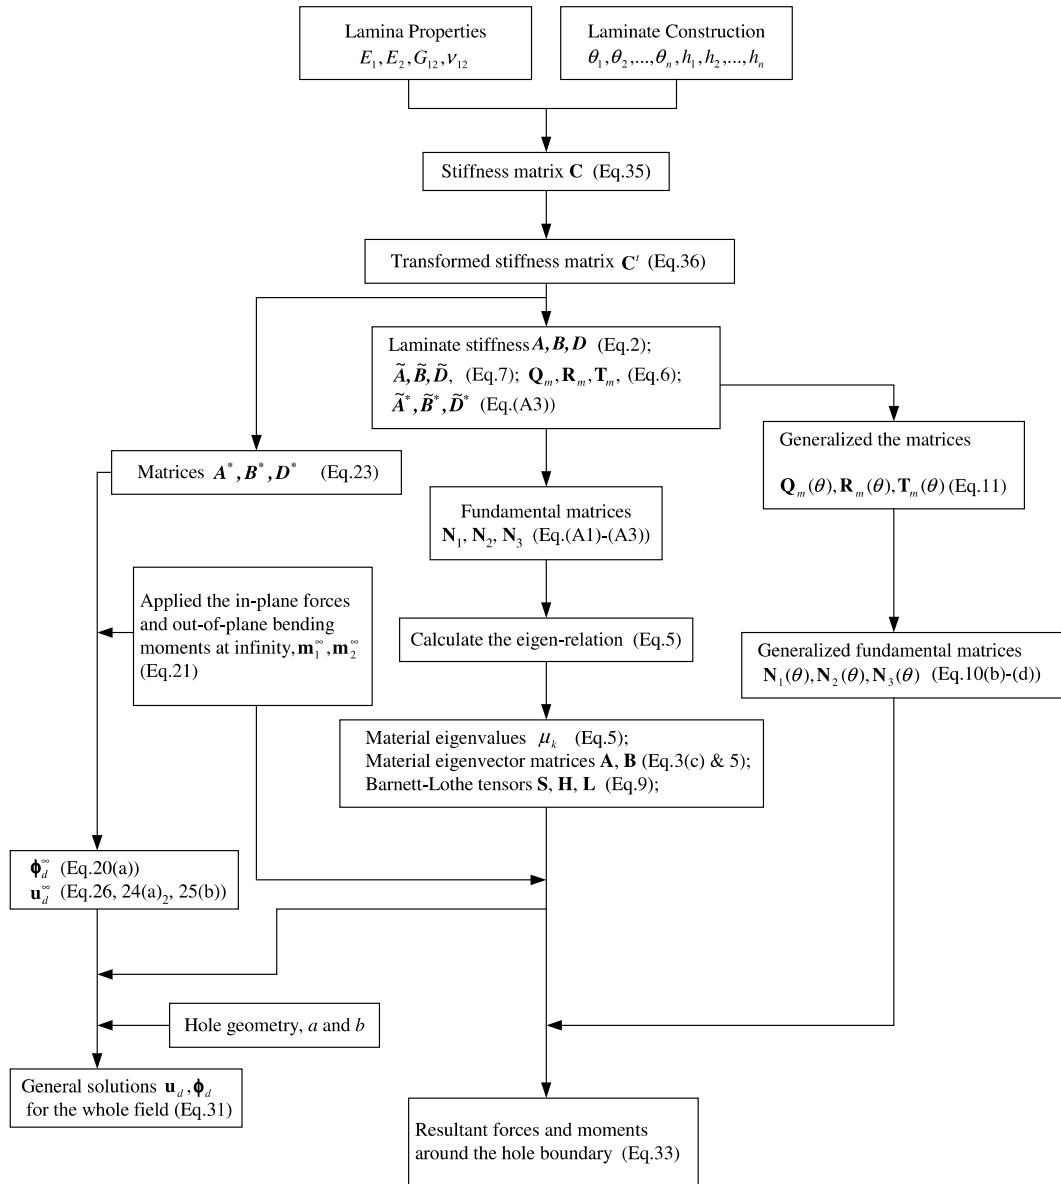 Lamina Properties
E₁, E₂, G₁₂, ν₁₂
Laminate Construction
θ₁, θ₂,..., θₙ, h₁, h₂,..., hₙ
Stiffness matrix C (Eq.35)
Transformed stiffness matrix Cᵗ (Eq.36)
Laminate stiffness A, B, D (Eq.2);
Ã, B̃, D̃, (Eq.7); Qₘ, Rₘ, Tₘ, (Eq.6);
Ã*, B̃*, D̃* (Eq.(A3))
Generalized the matrices
Qₘ(θ), Rₘ(θ), Tₘ(θ) (Eq.11)
Matrices A*, B*, D* (Eq.23)
Fundamental matrices
N₁, N₂, N₃ (Eq.(A1)-(A3))
Applied the in-plane forces
and out-of-plane bending
moments at infinity, m₁^∞, m₂^∞
(Eq.21)
Calculate the eigen-relation (Eq.5)
Generalized fundamental matrices
N₁(θ), N₂(θ), N₃(θ) (Eq.10(b)-(d))
Material eigenvalues μₖ (Eq.5);
Material eigenvector matrices A, B (Eq.3(c) & 5);
Barnett-Lothe tensors S, H, L (Eq.9);
ϕ_d^∞ (Eq.20(a))
u_d^∞ (Eq.26, 24(a)₂, 25(b))
Hole geometry, a and b
General solutions u_d, ϕ_d
for the whole field (Eq.31)
Resultant forces and moments
around the hole boundary (Eq.33)